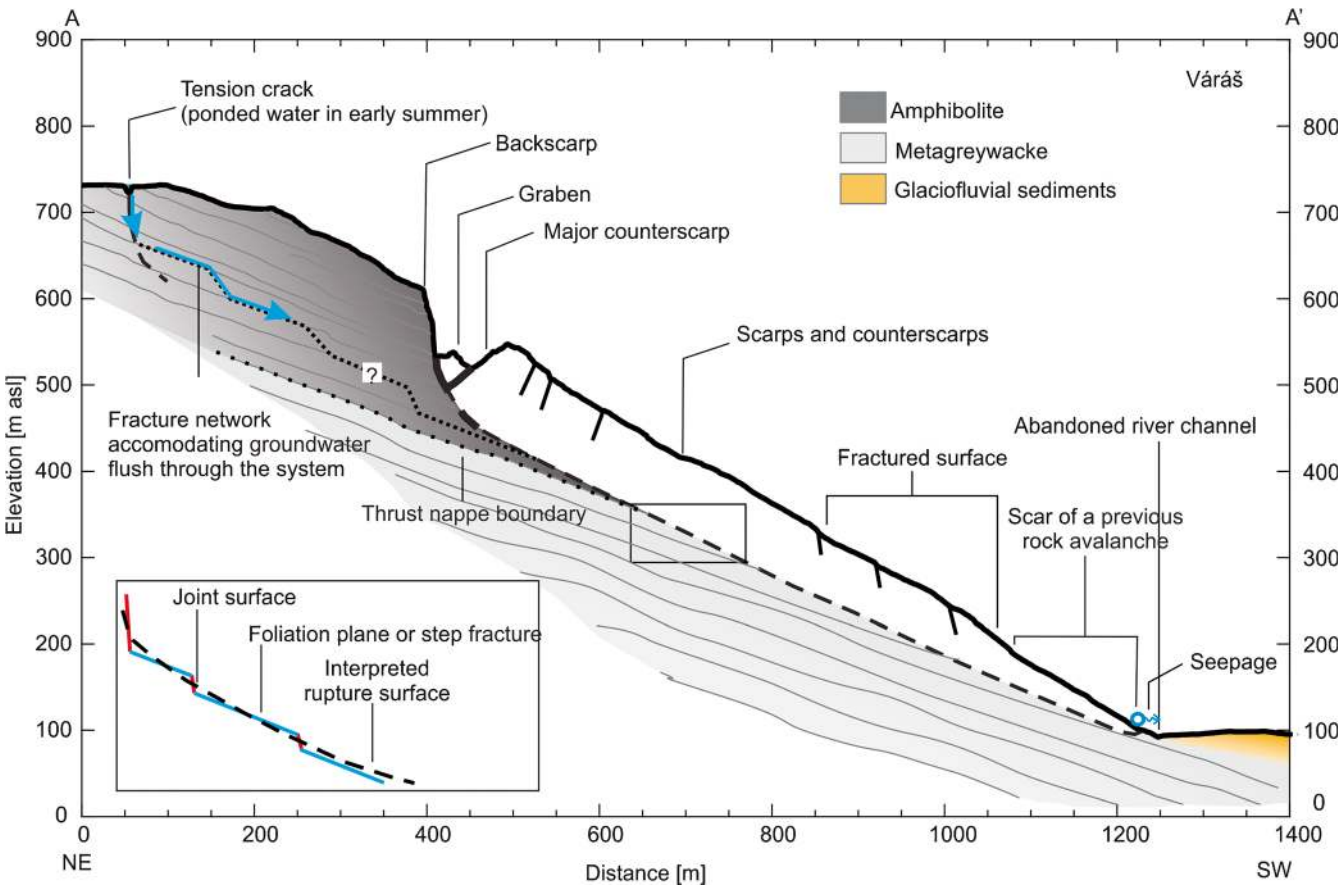 A
A'
900
800
700
600
500
400
300
200
100
0
Elevation [m asl]
900
800
700
600
500
400
300
200
100
0
Váráš
Amphibolite
Metagreywacke
Glaciofluvial sediments
Tension crack
(ponded water in early summer)
Backscarp
Graben
Major counterscarp
Scarps and counterscarps
?
Fracture network
accomodating groundwater
flush through the system
Thrust nappe boundary
Abandoned river channel
Fractured surface
Scar of a previous
rock avalanche
Seepage
Joint surface
Foliation plane or step fracture
Interpreted
rupture surface
0
200
400
600
800
1000
1200
1400
NE
Distance [m]
SW